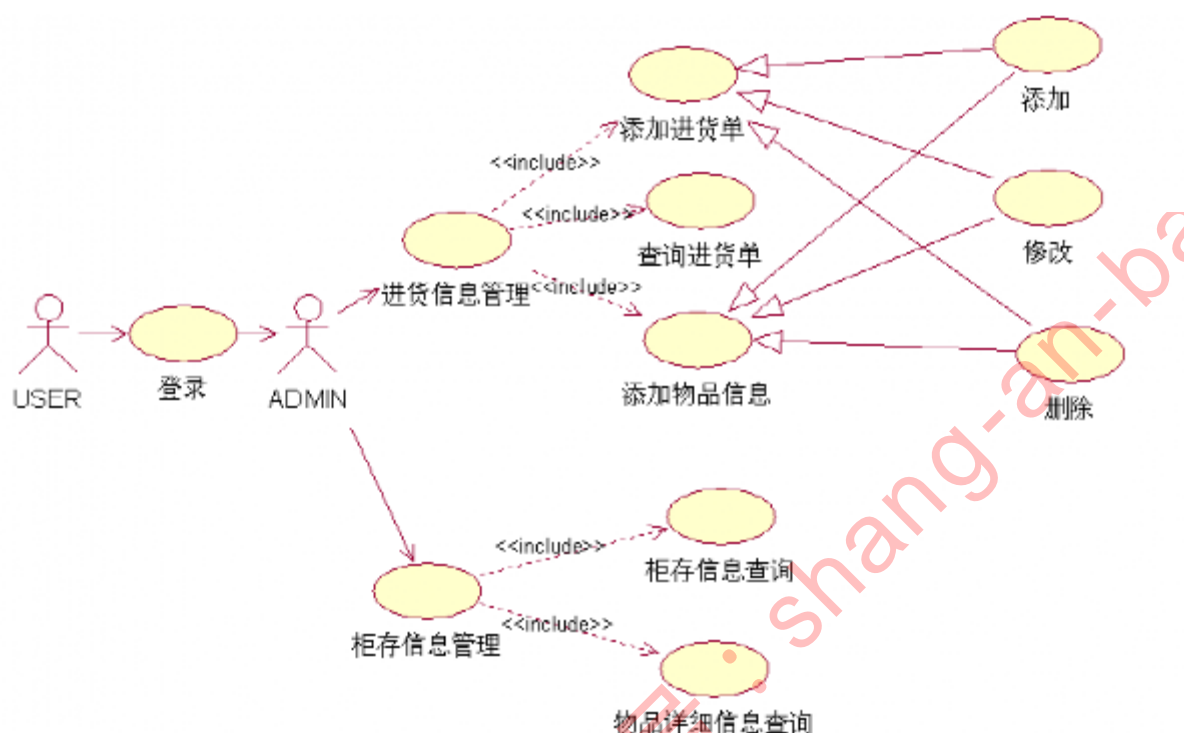 添加
添加进货单
<<include>>
修改
<<include>>
查询进货单
进货信息管理
<<include>>
USER
登录
ADMIN
添加物品信息
删除
<<include>>
柜存信息查询
<<include>>
柜存信息管理
物品详细信息查询
: shang-an-ba